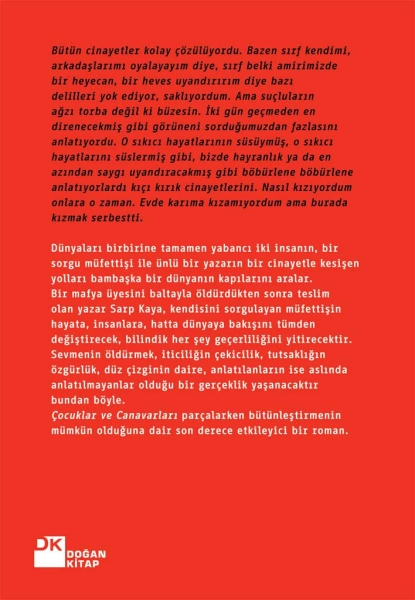 Bütün cinayetler kolay çözülüyordu. Bazen sırf kendimi,
arkadaşlarımı oyalayayım diye, sırf belki amirimizde
bir heyecan, bir heves uyandırırım diye bazı
delilleri yok ediyor, saklıyordum. Ama suçluların
ağzı torba değil ki büzesin. İki gün geçmeden en
direnecekmiş gibi görüneni sorduğumuzdan fazlasını
anlatıyordu. O sıkıcı hayatlarının süsüymüş, o sıkıcı
hayatlarını süslermiş gibi, bizde hayranlık ya da en
azından saygı uyandıracakmış gibi böbürlene böbürlene
anlatıyorlardı kıçı kırık cinayetlerini. Nasıl kızıyordum
onlara o zaman. Evde karıma kızamıyordum ama burada
kızmak serbestti.
Dünyaları birbirine tamamen yabancı iki insanın, bir
sorgu müfettişi ile ünlü bir yazarın bir cinayetle kesişen
yolları bambaşka bir dünyanın kapılarını aralar.
Bir mafya üyesini baltayla öldürdükten sonra teslim
olan yazar Sarp Kaya, kendisini sorgulayan müfettişin
hayata, insanlara, hatta dünyaya bakışını tümden
değiştirecek, bilindik her şey geçerliliğini yitirecektir.
Sevmenin öldürmek, iticiliğin çekicilik, tutsaklığın
özgürlük, düz çizginin daire, anlatılanların ise aslında
anlatılmayanlar olduğu bir gerçeklik yaşanacaktır
bundan böyle.
Çocuklar ve Canavarları parçalarken bütünleştirmenin
mümkün olduğuna dair son derece etkileyici bir roman.
DK
DOĞAN
KİTAP